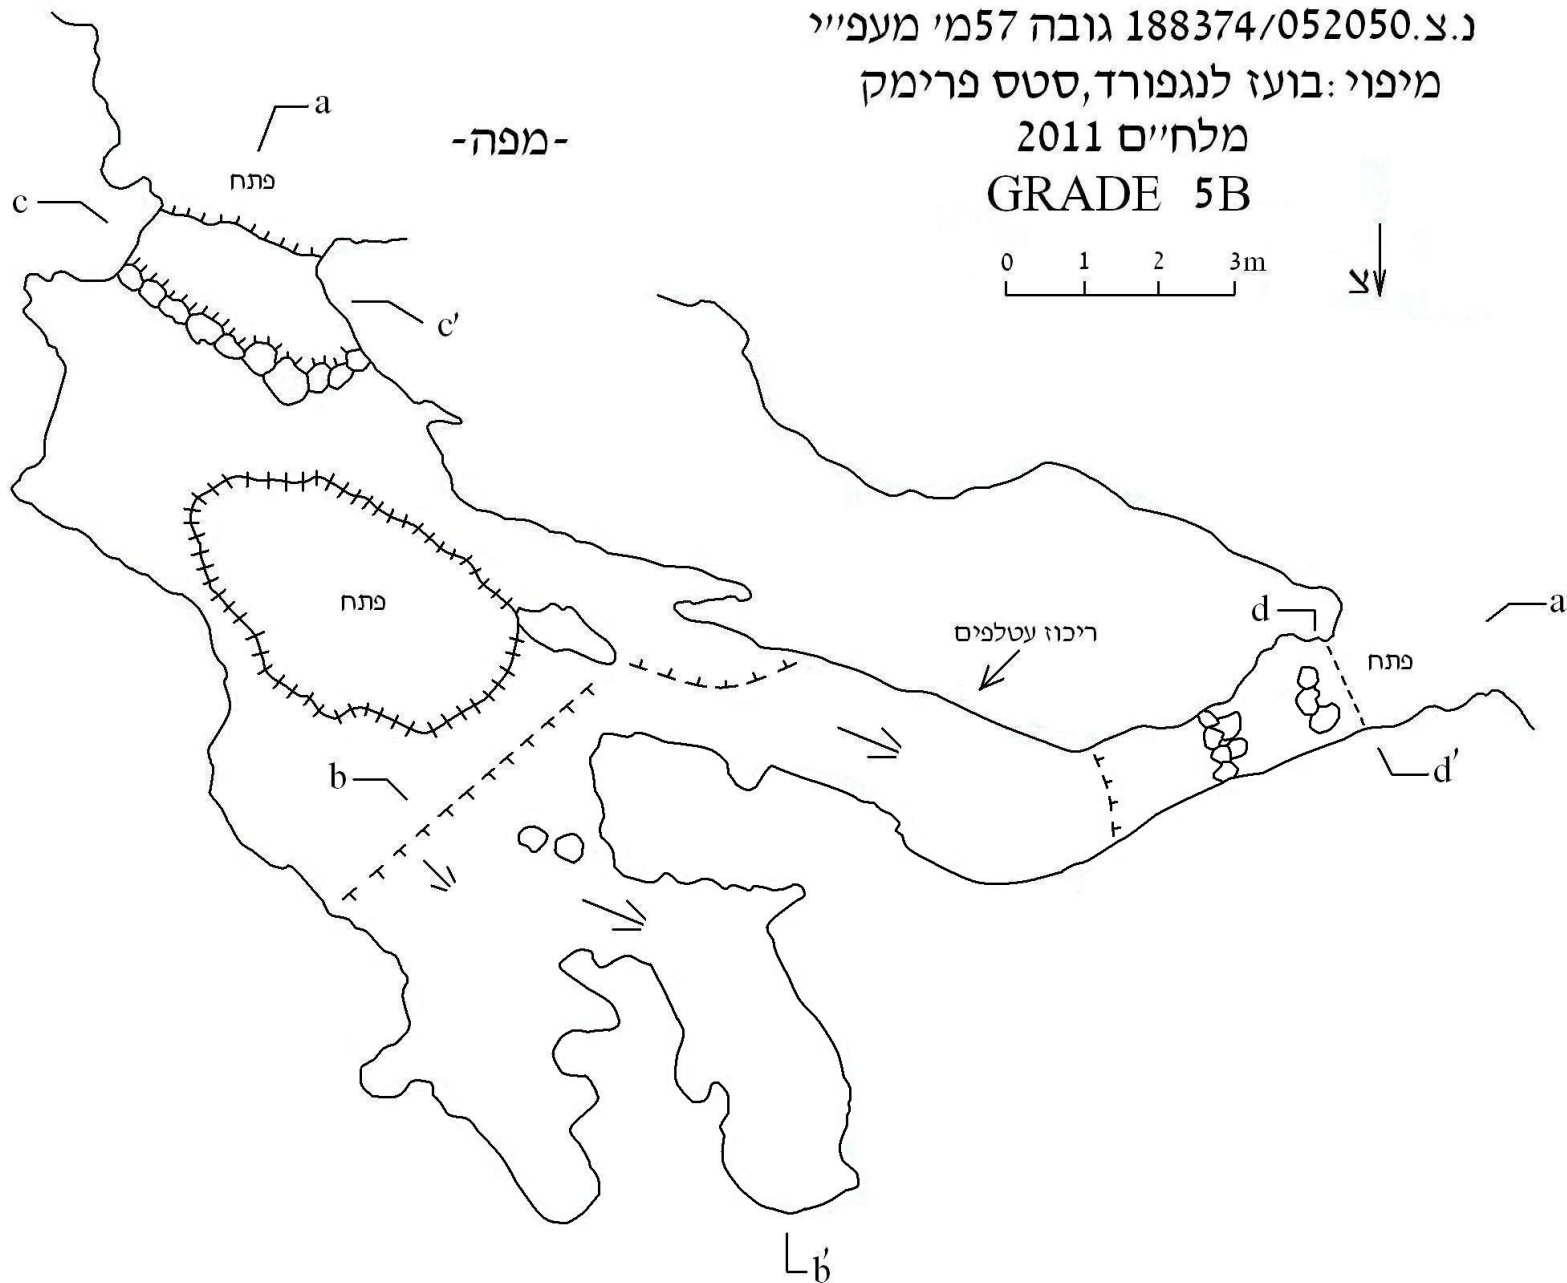 נ.צ.188374/052050 גובה 57מ' מעפ''י
מיפוי :בועז לנגפורד,סטס פרימק
מלח''ם 2011
GRADE 5B
-מפה-
0 1 2 3m
צ
a
פתח
c
c'
פתח
ריכוז עטלפים
d
a
פתח
d'
b
b'